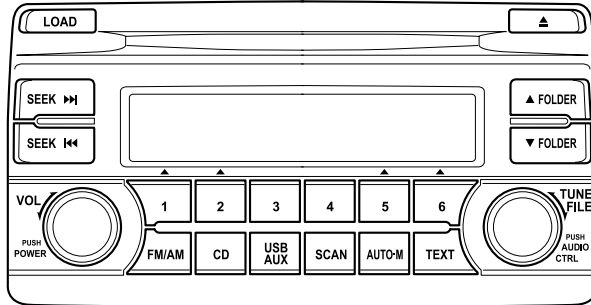 LOAD
SEEK
SEEK
▲ FOLDER
▼ FOLDER
VOL
PUSH
POWER
1
2
3
4
5
6
FM/AM
CD
USB
AUX
SCAN
AUTO-M
TEXT
TUNE
FILE
PUSH
AUDIO
CTRL